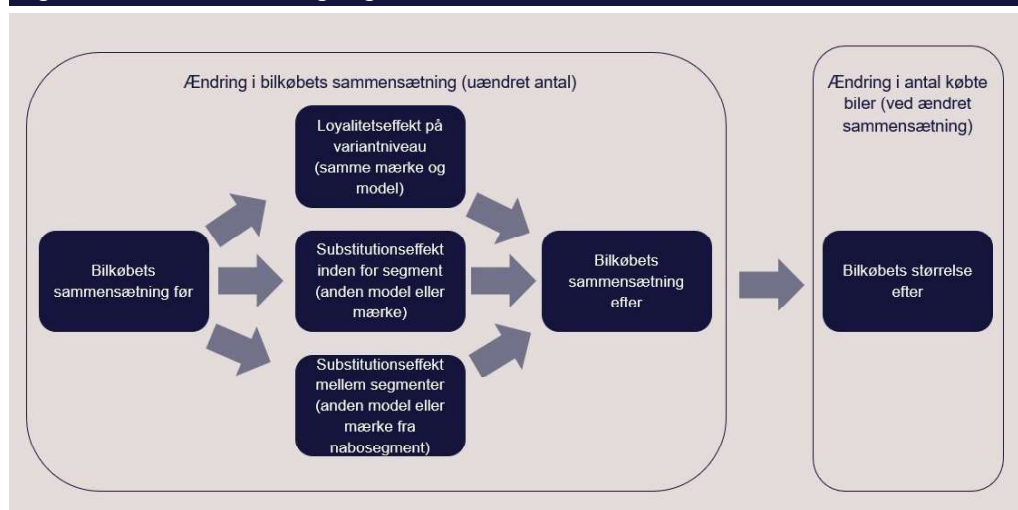 Ændring i bilkøbets sammensætning (uændret antal)
Loyalitetseffekt på
variantniveau
(samme mærke og
model)
Bilkøbets
sammensætning før
Substitutionseffekt
inden for segment
(anden model eller
mærke)
Substitutionseffekt
mellem segmenter
(anden model eller
mærke fra
nabosegment)
Bilkøbets
sammensætning
efter
Ændring i antal købte
biler (ved ændret
sammensætning)
Bilkøbets størrelse
efter